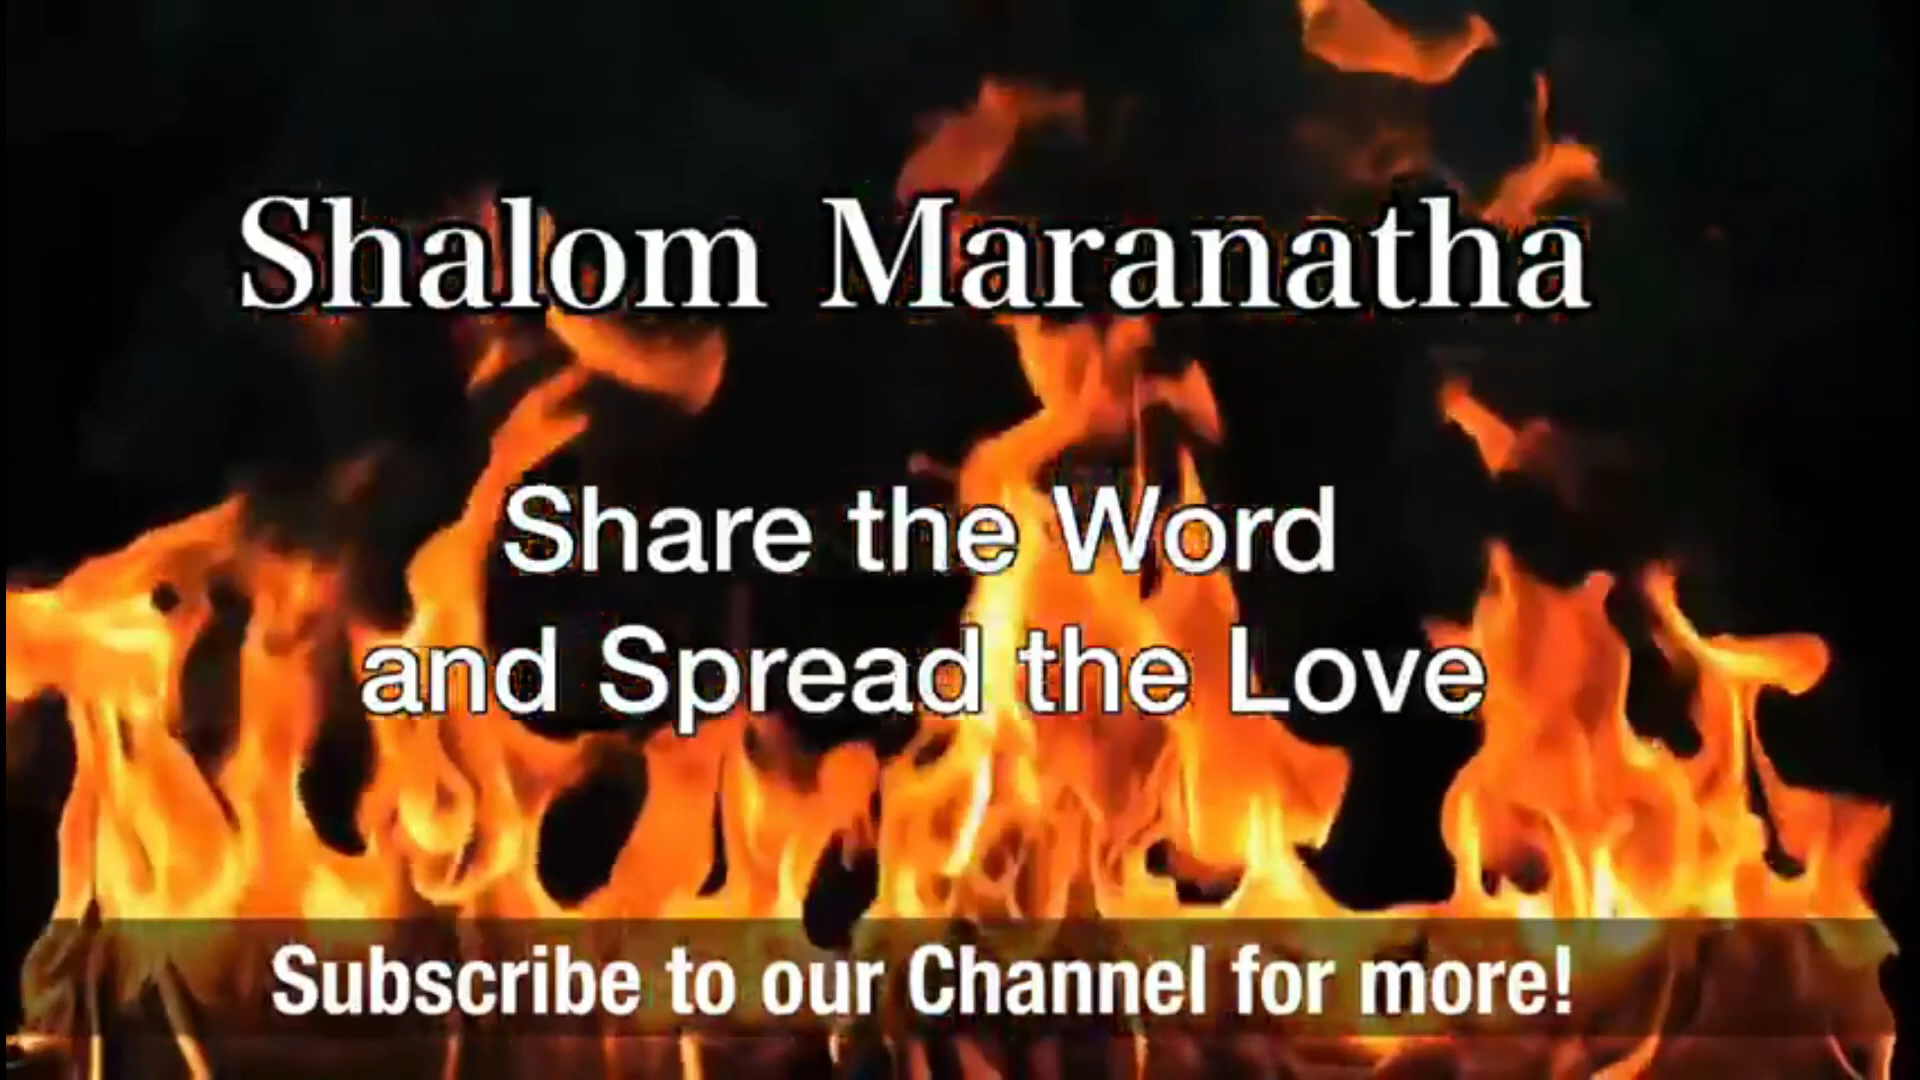 Shalom Maranatha
Share the Word
and Spread the Love
Subscribe to our Channel for more!